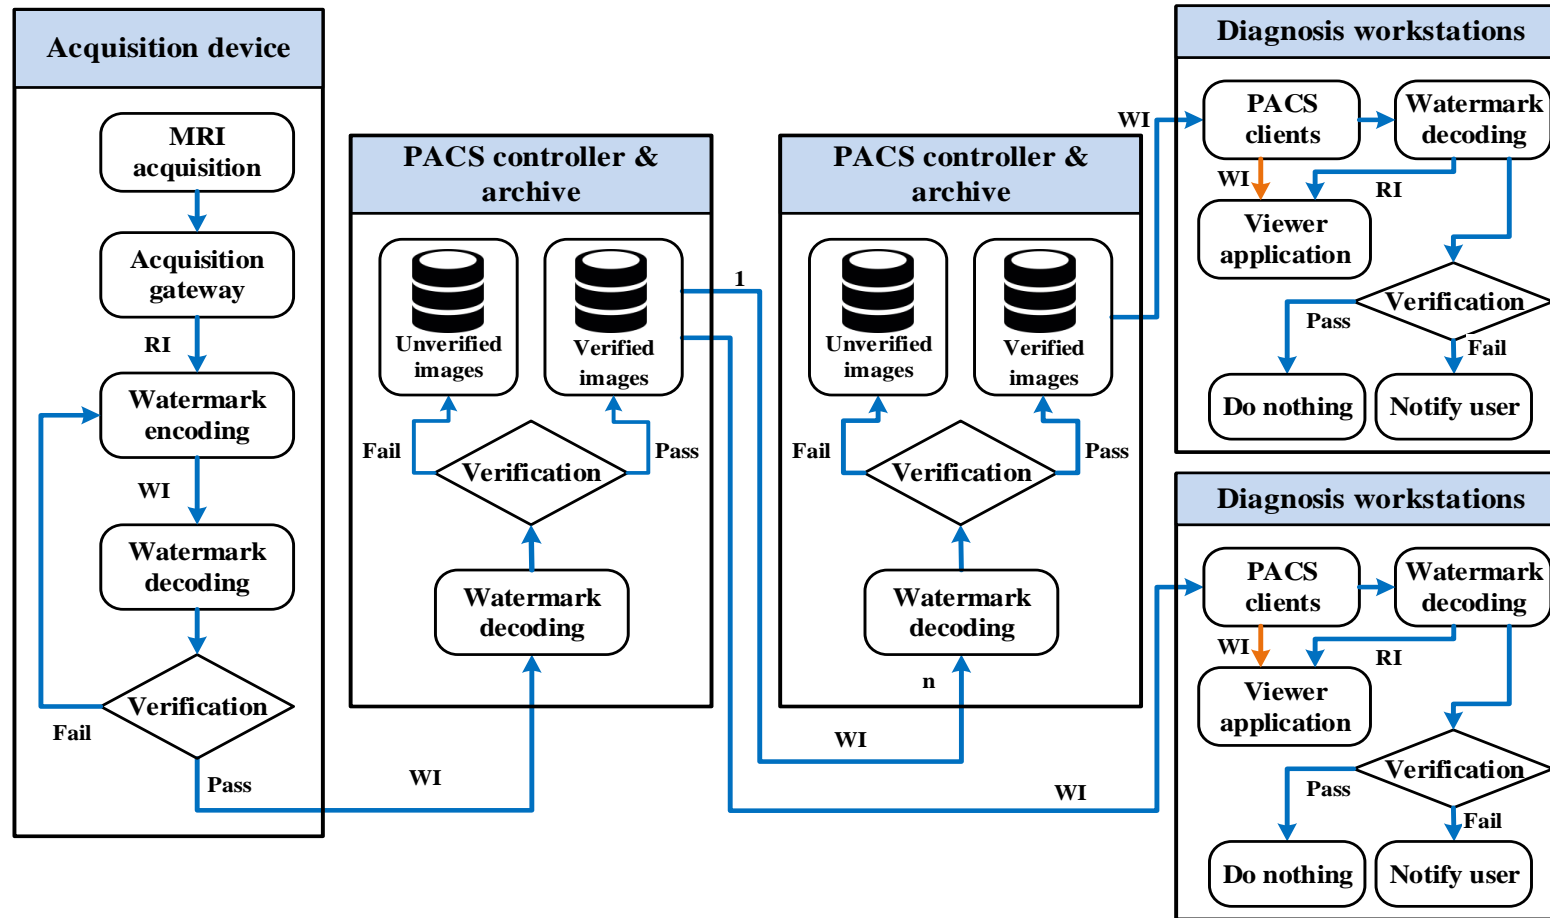 Acquisition device
MRI
acquisition
Acquisition
gateway
RI
Watermark
encoding
WI
Watermark
decoding
Verification
Fail
Pass
WI
PACS controller &
archive
Unverified
images
Verified
images
Fail
Verification
Pass
Watermark
decoding
1
WI
PACS controller &
archive
Unverified
images
Verified
images
Fail
Verification
Pass
Watermark
decoding
n
WI
WI
Diagnosis workstations
PACS
clients
Watermark
decoding
WI
RI
Viewer
application
Verification
Pass
Fail
Do nothing
Notify user
Diagnosis workstations
PACS
clients
Watermark
decoding
WI
RI
Viewer
application
Verification
Pass
Fail
Do nothing
Notify user